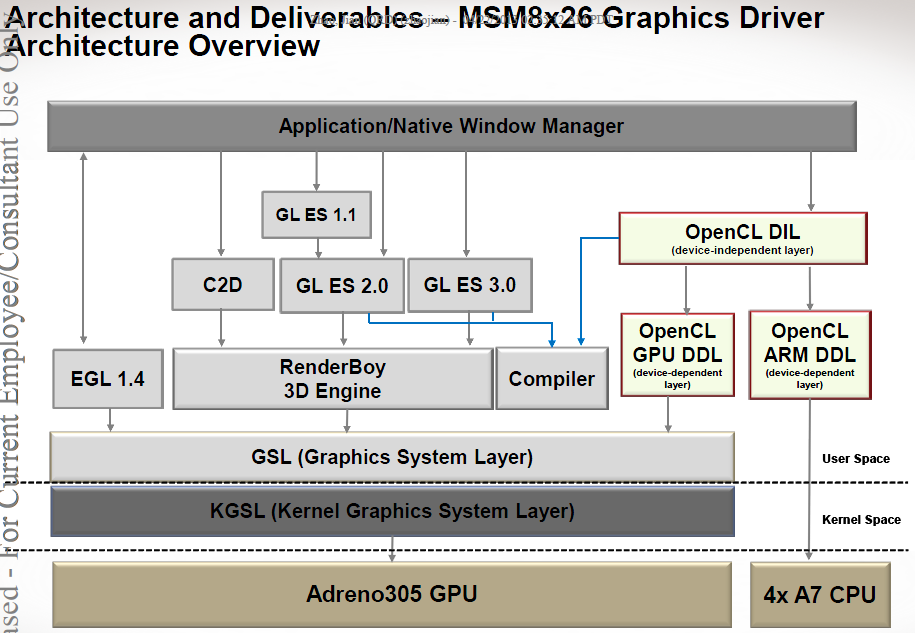 Architecture and Deliverables - MSM8x26 Graphics Driver
Architecture Overview
ased - For Current Employee/Consultant Use Only
Application/Native Window Manager
GL ES 1.1
OpenCL DIL
(device-independent layer)
C2D
GL ES 2.0
GL ES 3.0
OpenCL
GPU DDL
(device-dependent
layer)
OpenCL
ARM DDL
(device-dependent
layer)
EGL 1.4
RenderBoy
3D Engine
Compiler
GSL (Graphics System Layer)
User Space
KGSL (Kernel Graphics System Layer)
Kernel Space
Adreno305 GPU
4x A7 CPU